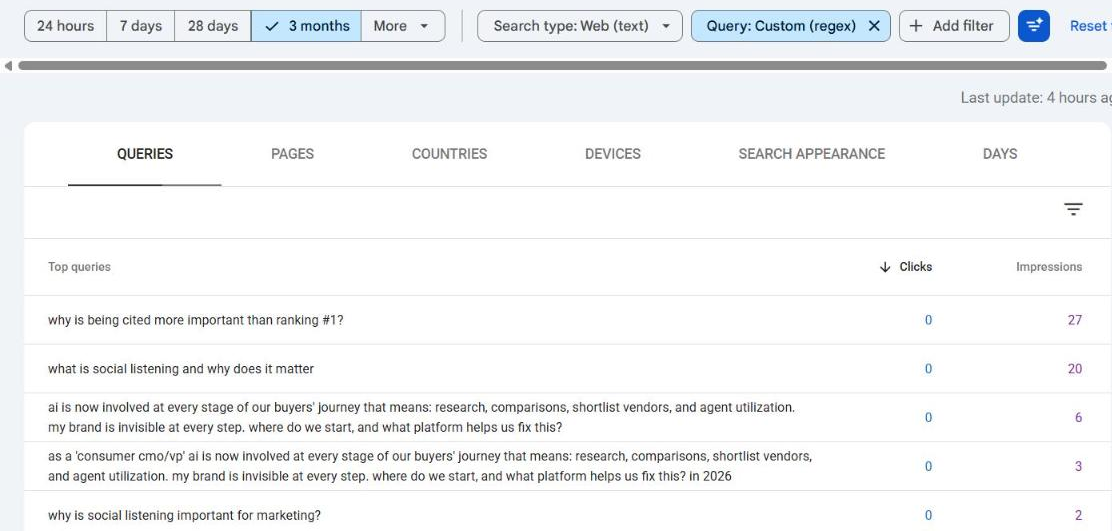 24 hours 7 days 28 days 3 months More Search type: Web (text) Query: Custom (regex) Add filter Reset
Last update: 4 hours
QUERIES PAGES COUNTRIES DEVICES SEARCH APPEARANCE DAYS
Top queries Clicks Impressions
why is being cited more important than ranking #1? 0 27
what is social listening and why does it matter 0 20
ai is now involved at every stage of our buyers' journey that means: research, comparisons, shortlist vendors, and agent utilization.
my brand is invisible at every step. where do we start, and what platform helps us fix this? 0 6
as a 'consumer cmo/vp' ai is now involved at every stage of our buyers' journey that means: research, comparisons, shortlist vendors,
and agent utilization. my brand is invisible at every step. where do we start, and what platform helps us fix this? in 2026 0 3
why is social listening important for marketing? 0 2